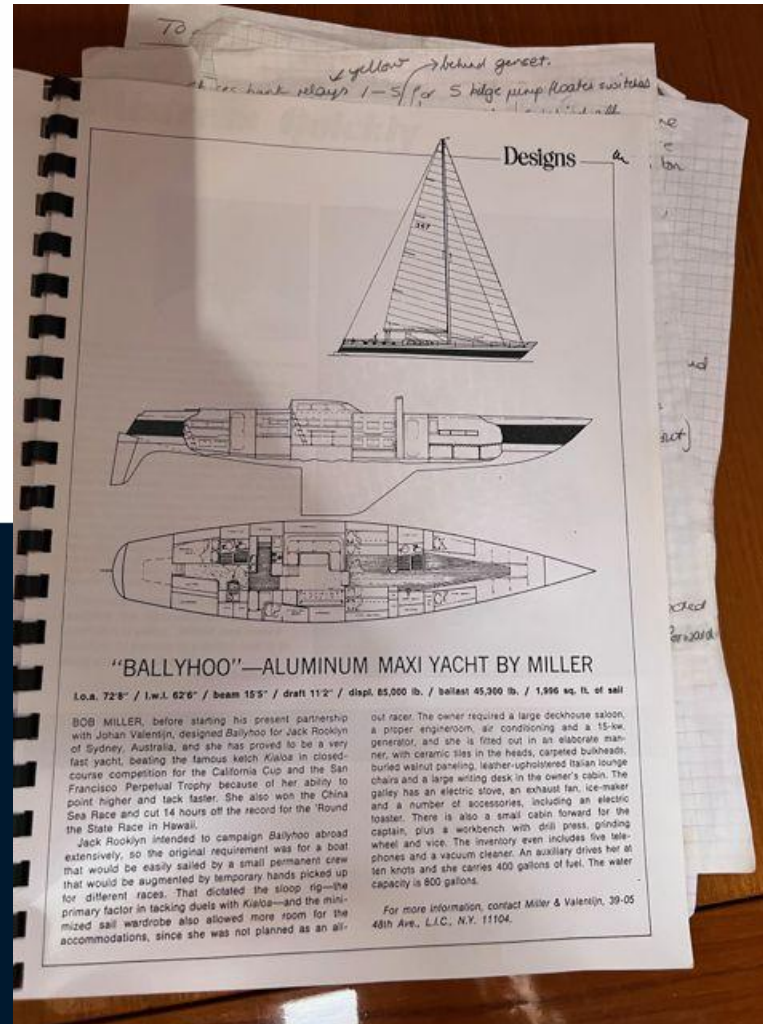 To
yellow → behind genset.
bank relays 1-5 for 5 bilge pump floates switches
Designs
"BALLYHOO"—ALUMINUM MAXI YACHT BY MILLER
l.o.a. 72'8" / l.w.l. 62'6" / beam 15'5" / draft 11'2" / displ. 85,000 lb. / ballast 45,300 lb. / 1,996 sq. ft. of sail
BOB MILLER, before starting his present partnership
with Johan Valentijn, designed Ballyhoo for Jack Rooklyn
of Sydney, Australia, and she has proved to be a very
fast yacht, beating the famous ketch Kialoa in closed-
course competition for the California Cup and the San
Francisco Perpetual Trophy because of her ability to
point higher and tack faster. She also won the China
Sea Race and cut 14 hours off the record for the 'Round
the State Race in Hawaii.
Jack Rooklyn intended to campaign Ballyhoo abroad
extensively, so the original requirement was for a boat
that would be easily sailed by a small permanent crew
that would be augmented by temporary hands picked up
for different races. That dictated the sloop rig—the
primary factor in tacking duels with Kialoa—and the mini-
mized sail wardrobe also allowed more room for the
accommodations, since she was not planned as an all-
out racer. The owner required a large deckhouse saloon,
a proper engineroom, air conditioning and a 15-kw.
generator, and she is fitted out in an elaborate man-
ner, with ceramic tiles in the heads, carpeted bulkheads,
burled walnut paneling, leather-upholstered Italian lounge
chairs and a large writing desk in the owner's cabin. The
galley has an electric stove, an exhaust fan, ice-maker
and a number of accessories, including an electric
toaster. There is also a small cabin forward for the
captain, plus a workbench with drill press, grinding
wheel and vice. The inventory even includes five tele-
phones and a vacuum cleaner. An auxiliary drives her at
ten knots and she carries 400 gallons of fuel. The water
capacity is 800 gallons.
For more information, contact Miller & Valentijn, 39-05
48th Ave., L.I.C., N.Y. 11104.